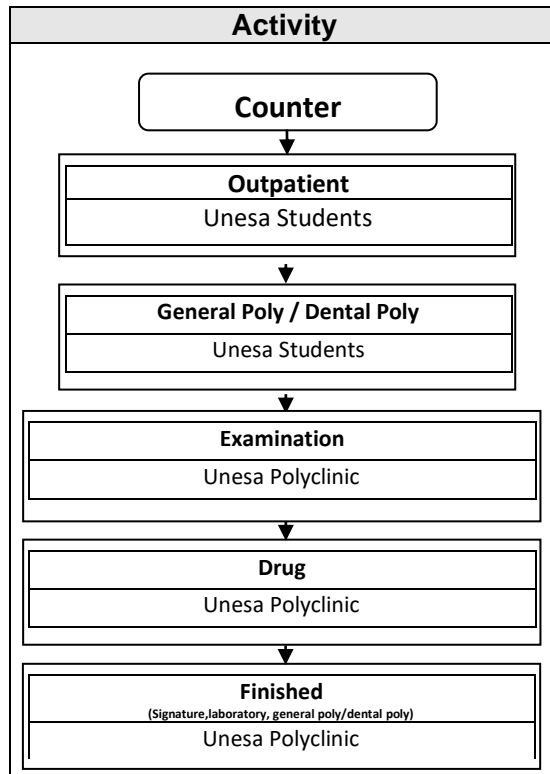 Activity
Counter
Outpatient
Unesa Students
General Poly / Dental Poly
Unesa Students
Examination
Unesa Polyclinic
Drug
Unesa Polyclinic
Finished
(Signature,laboratory, general poly/dental poly)
Unesa Polyclinic